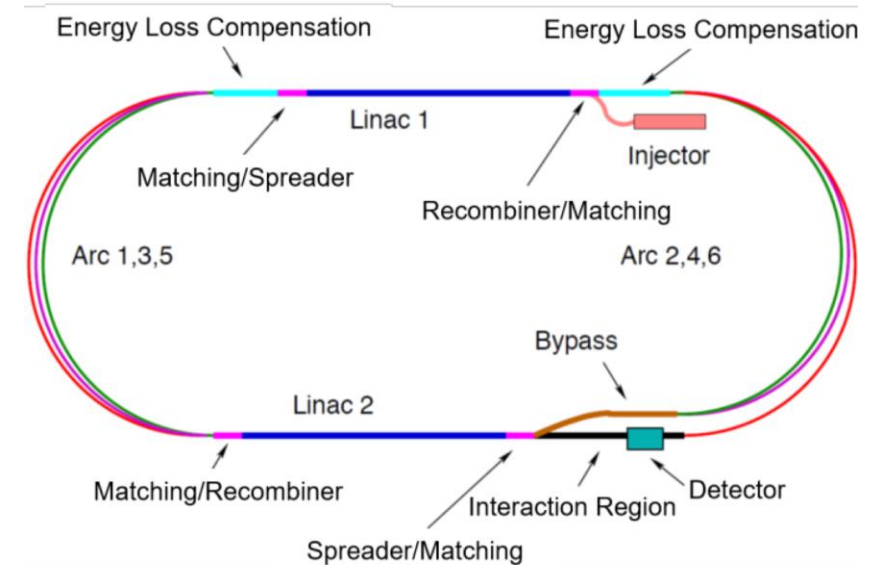 Energy Loss Compensation
Energy Loss Compensation
Linac 1
Injector
Matching/Spreader
Recombiner/Matching
Arc 1,3,5
Arc 2,4,6
Bypass
Linac 2
Matching/Recombiner
Interaction Region
Detector
Spreader/Matching